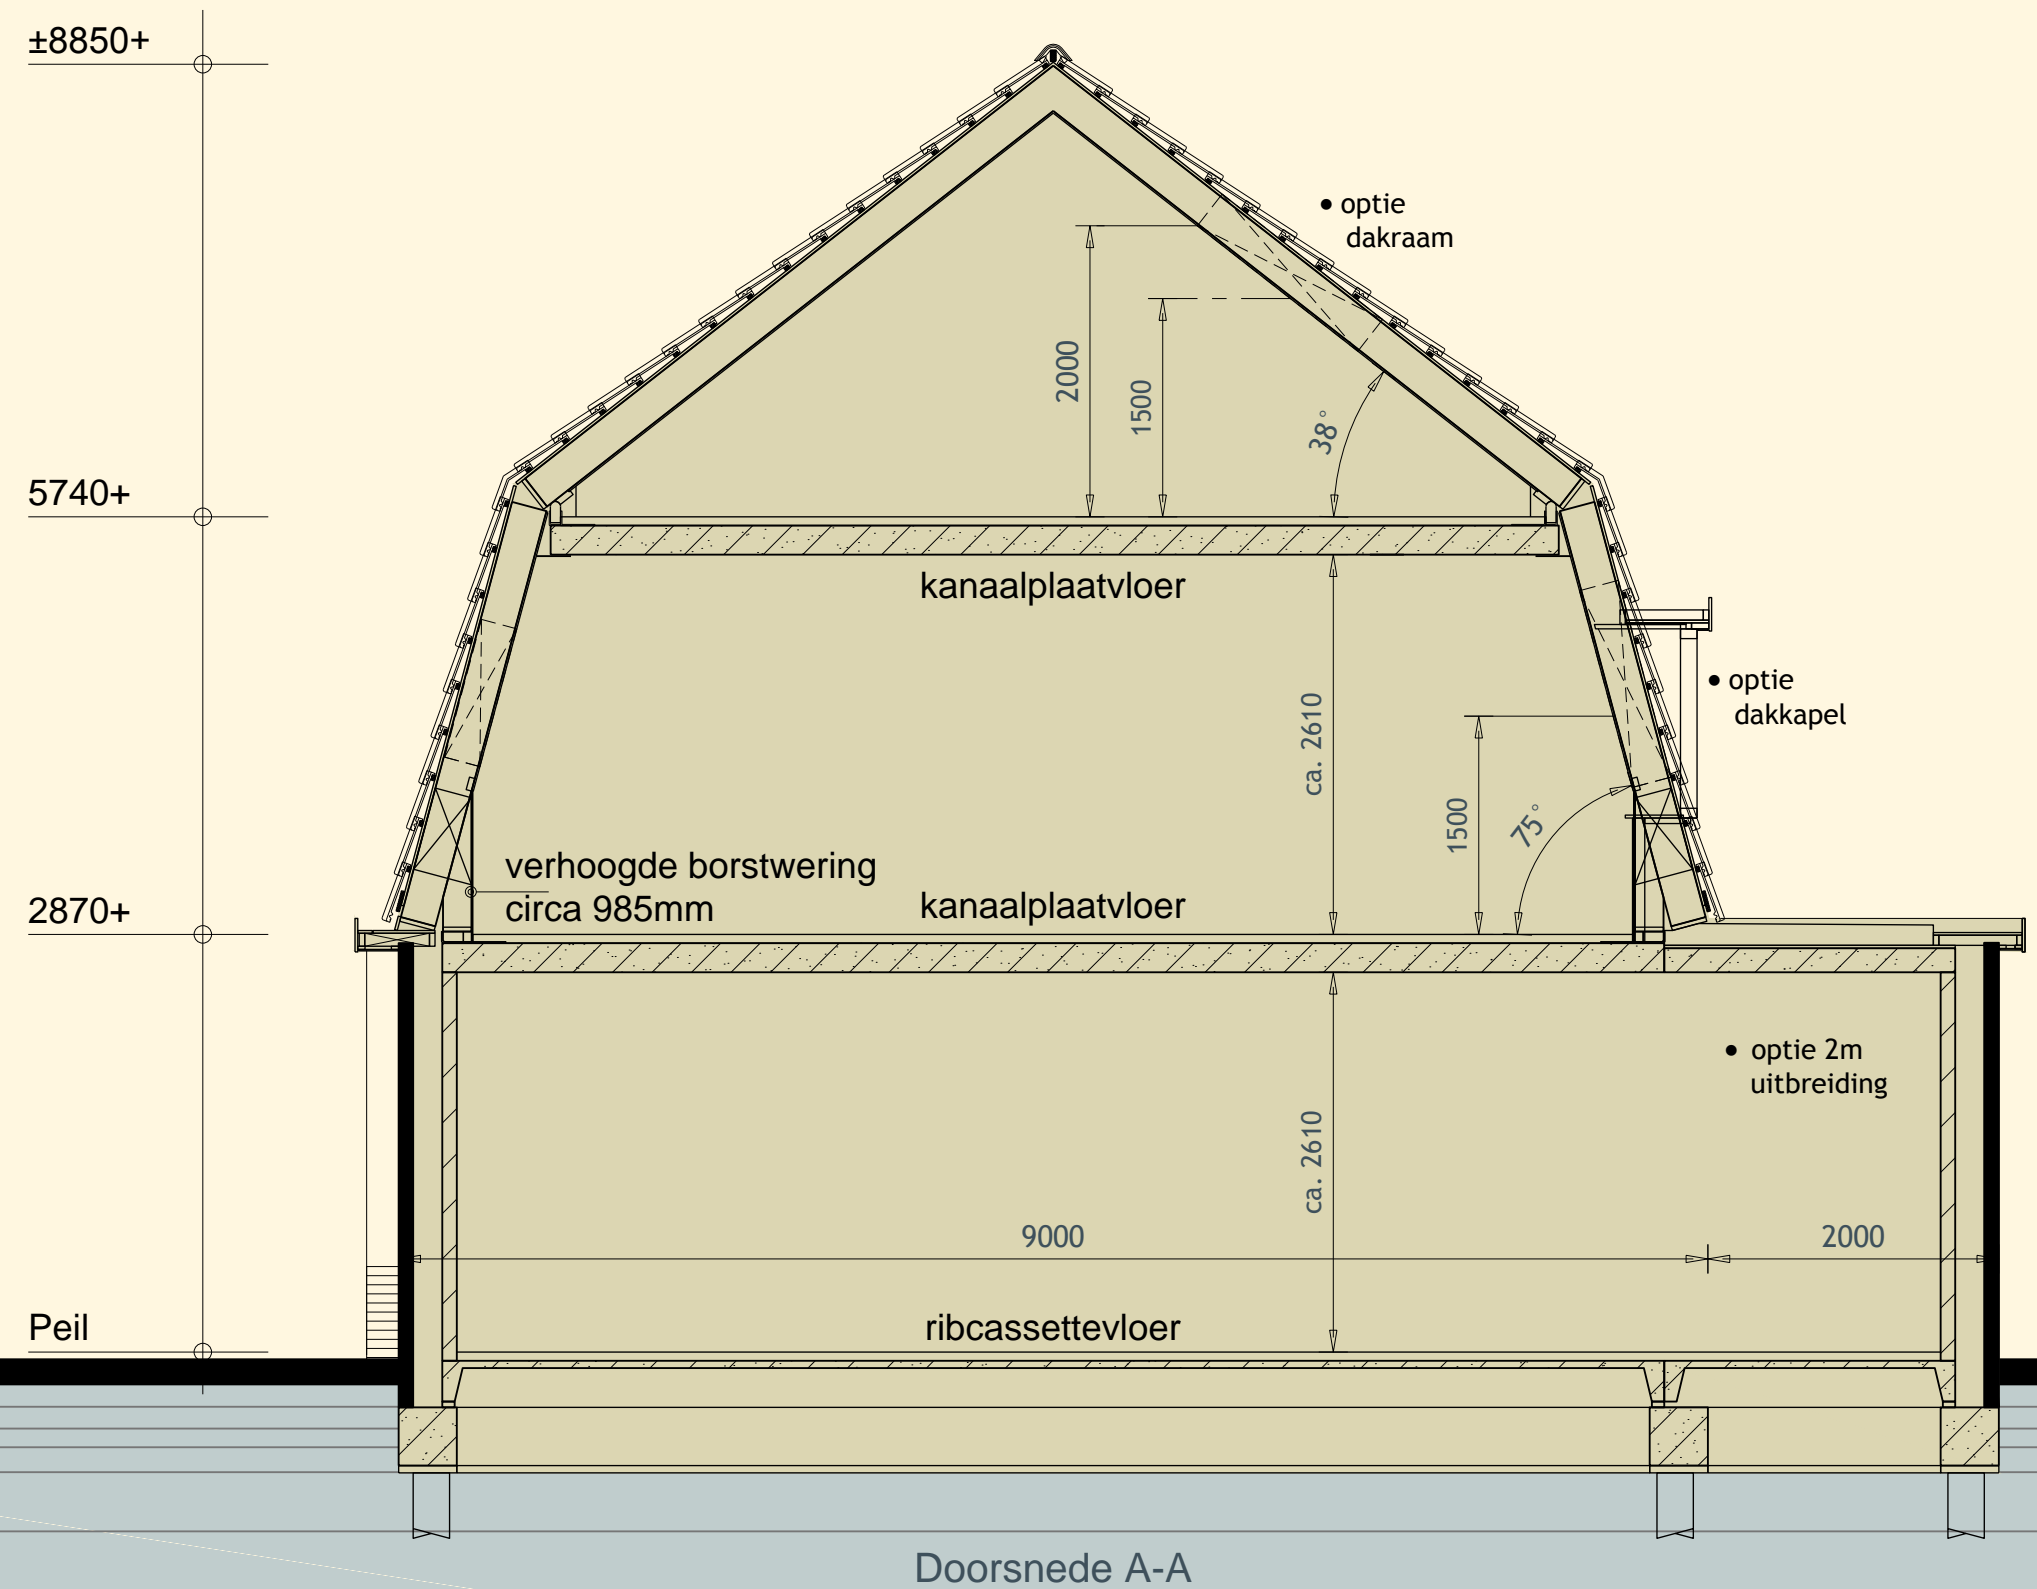 ±8850+
• optie
dakraam
2000
1500
38°
5740+
kanaalplaatvloer
• optie
dakkapel
ca. 2610
1500
75°
verhoogde borstwering
circa 985mm
kanaalplaatvloer
2870+
• optie 2m
uitbreiding
ca. 2610
9000
2000
Peil
ribcassettevloer
Doorsnede A-A